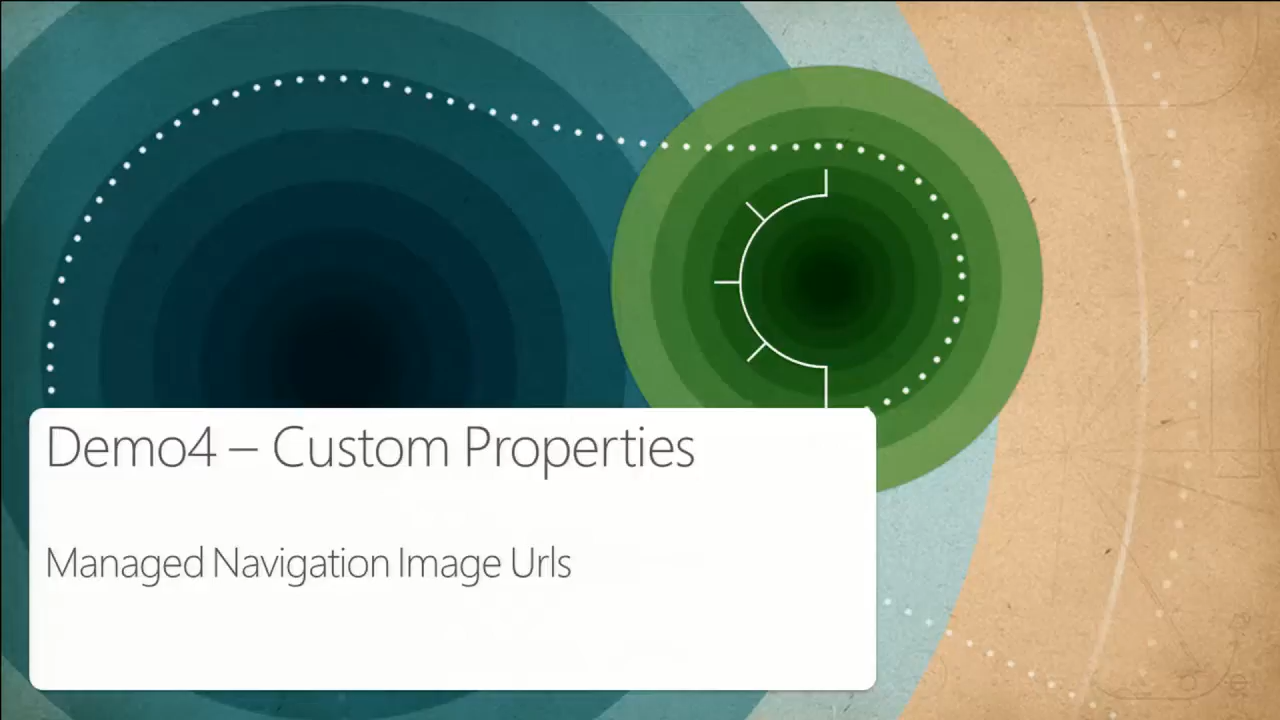 Demo4 – Custom Properties
Managed Navigation Image Urls